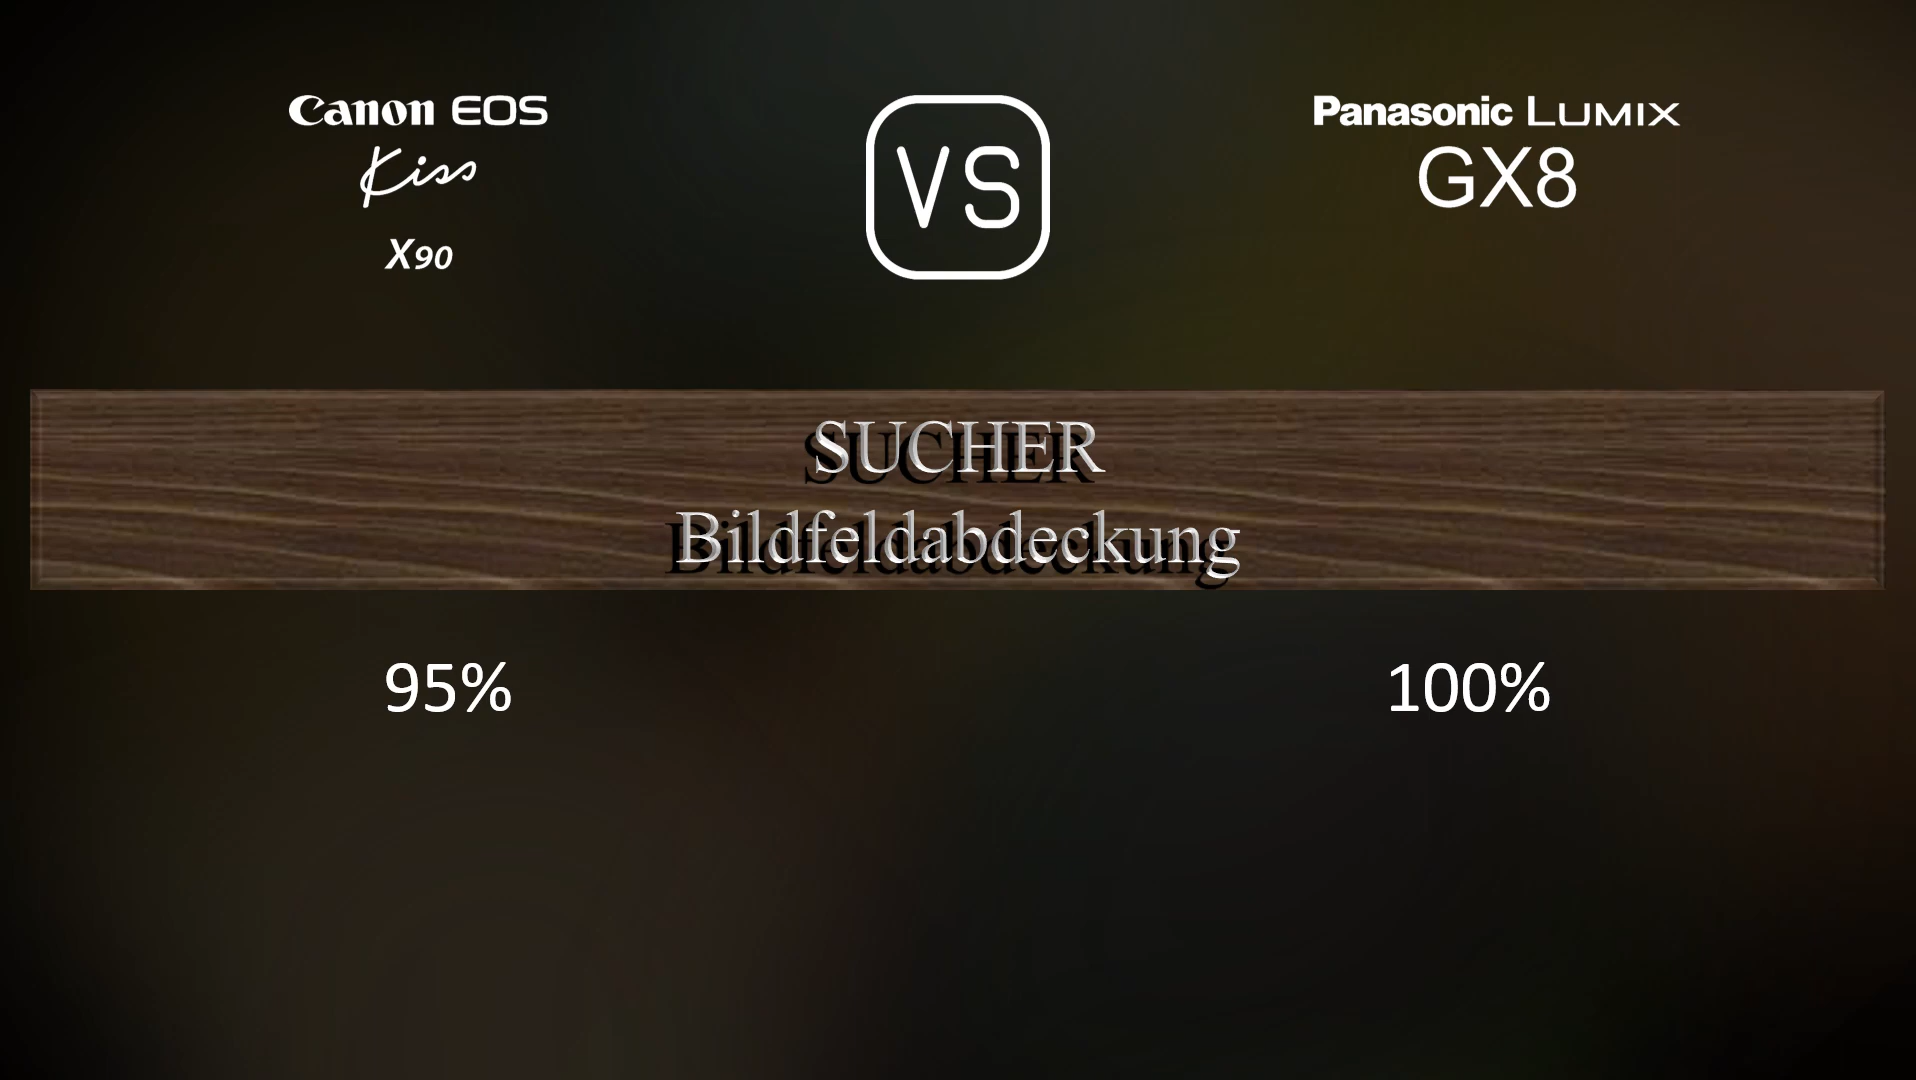 Canon EOS
Kiss
X90
VS
Panasonic LUMIX
GX8
SUCHER
Bildfeldabdeckung
95%
100%